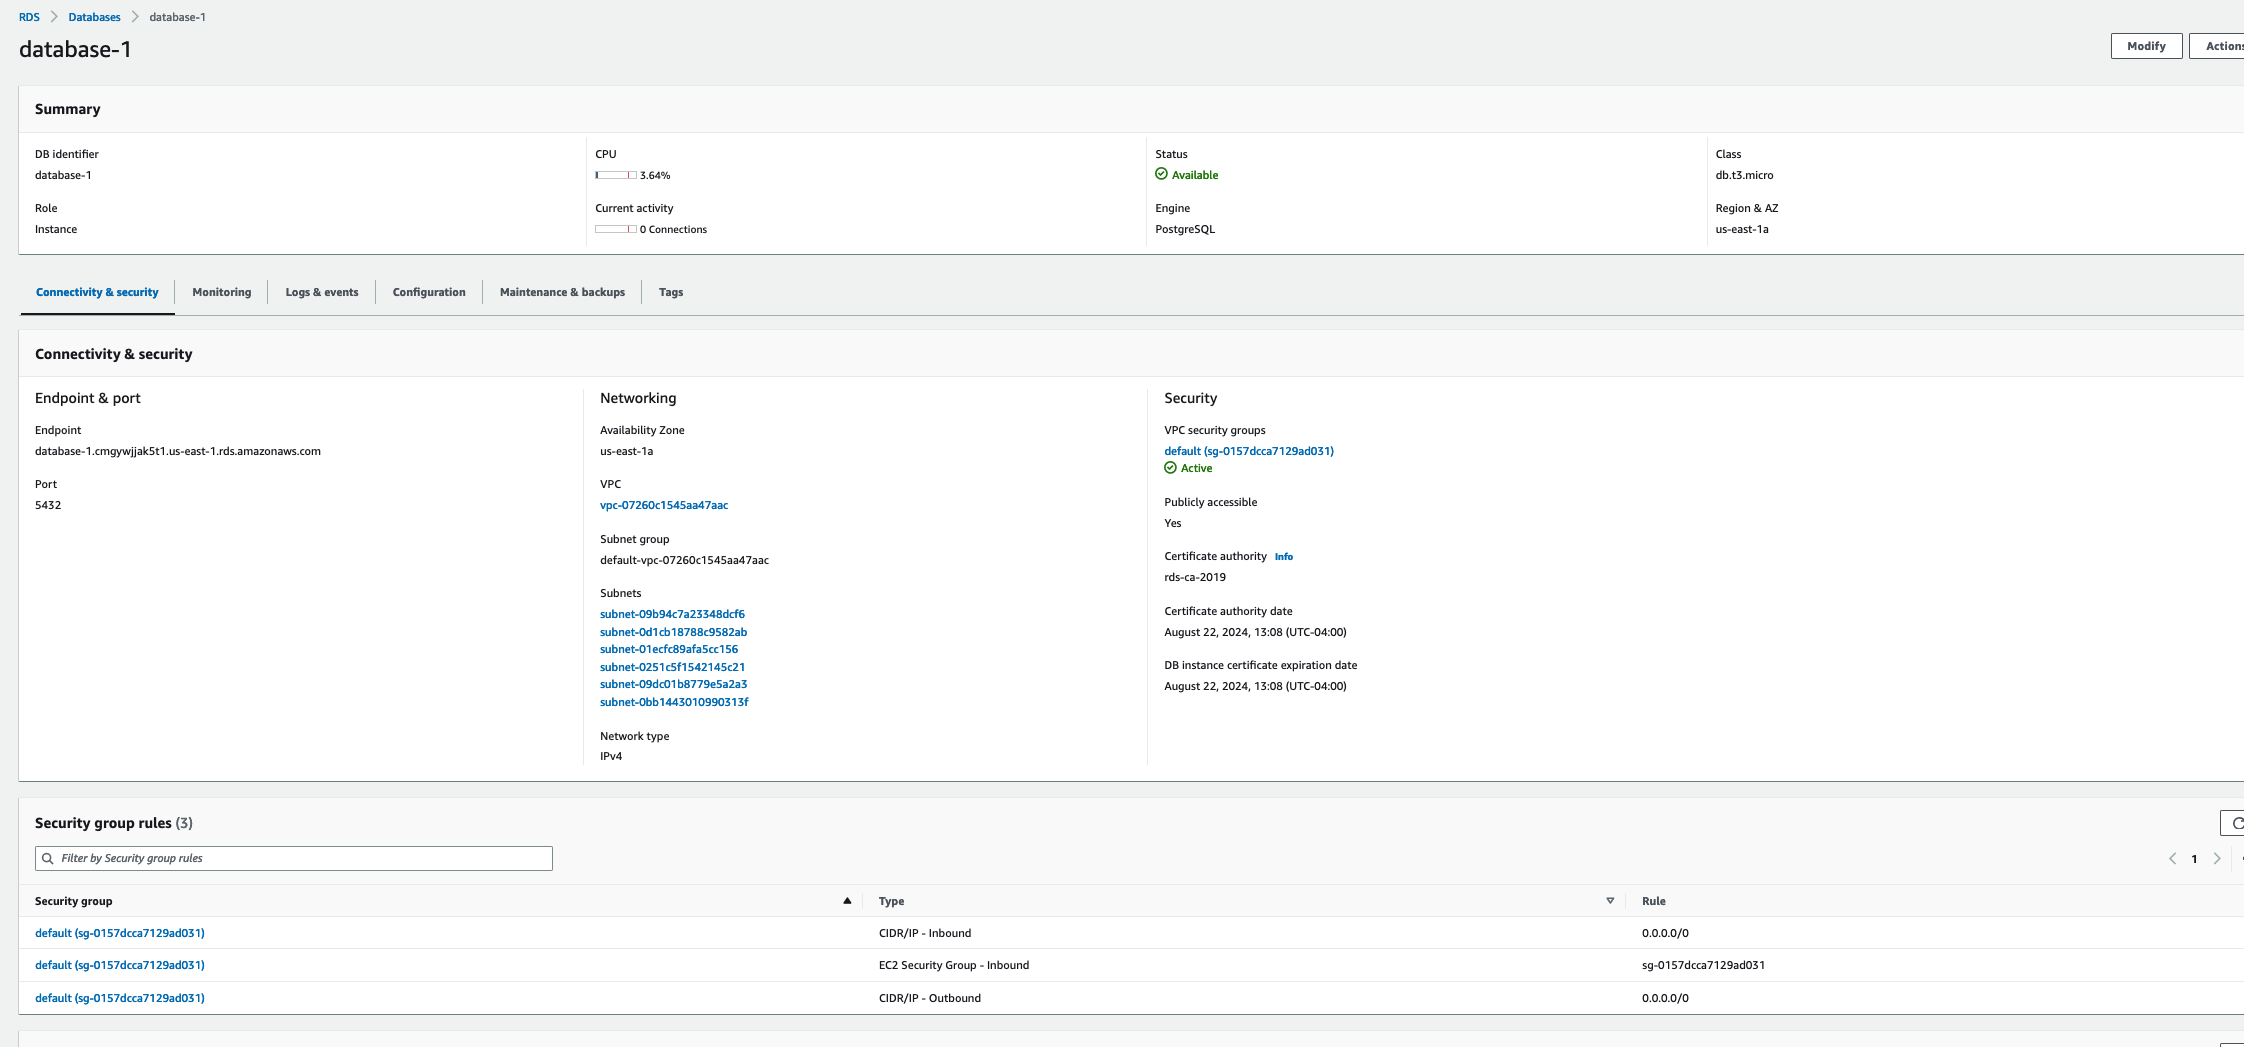 RDS > Databases > database-1
database-1
Modify
Actions
Summary
DB identifier
database-1
CPU
3.64%
Status
Available
Class
db.t3.micro
Role
Instance
Current activity
0 Connections
Engine
PostgreSQL
Region & AZ
us-east-1a
Connectivity & security
Monitoring
Logs & events
Configuration
Maintenance & backups
Tags
Connectivity & security
Endpoint & port
Endpoint
database-1.cmgywjjak5t1.us-east-1.rds.amazonaws.com
Port
5432
Networking
Availability Zone
us-east-1a
VPC
vpc-07260c1545aa47aac
Subnet group
default-vpc-07260c1545aa47aac
Subnets
subnet-09b94c7a23348dcf6
subnet-0d1cb18788c9582ab
subnet-01ecfc89afa5cc156
subnet-0251c5f1542145c21
subnet-09dc01b8779e5a2a3
subnet-0bb1443010990313f
Network type
IPv4
Security
VPC security groups
default (sg-0157dcca7129ad031)
Active
Publicly accessible
Yes
Certificate authority Info
rds-ca-2019
Certificate authority date
August 22, 2024, 13:08 (UTC-04:00)
DB instance certificate expiration date
August 22, 2024, 13:08 (UTC-04:00)
Security group rules (3)
Filter by Security group rules
1
Security group
Type
Rule
default (sg-0157dcca7129ad031)
CIDR/IP - Inbound
0.0.0.0/0
default (sg-0157dcca7129ad031)
EC2 Security Group - Inbound
sg-0157dcca7129ad031
default (sg-0157dcca7129ad031)
CIDR/IP - Outbound
0.0.0.0/0